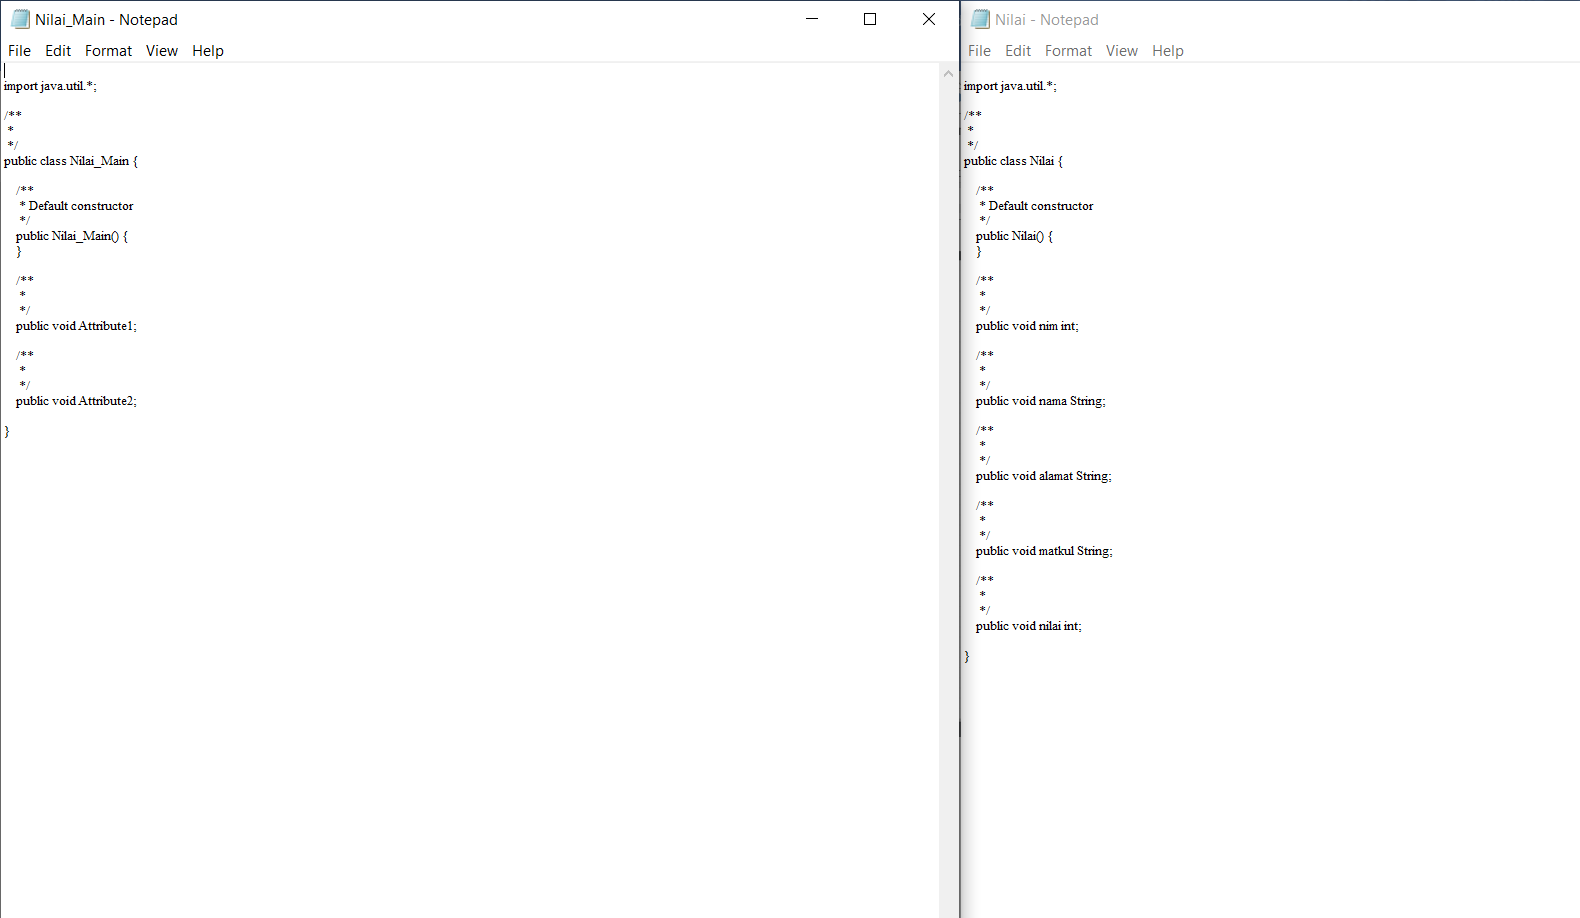 Nilai_Main - Notepad
File Edit Format View Help
import java.util.*;
/**
 *
 */
public class Nilai_Main {
    /**
     * Default constructor
     */
    public Nilai_Main() {
    }
    /**
     *
     */
    public void Attribute1;
    /**
     *
     */
    public void Attribute2;
}
Nilai - Notepad
File Edit Format View Help
import java.util.*;
/**
 *
 */
public class Nilai {
    /**
     * Default constructor
     */
    public Nilai() {
    }
    /**
     *
     */
    public void nim int;
    /**
     *
     */
    public void nama String;
    /**
     *
     */
    public void alamat String;
    /**
     *
     */
    public void matkul String;
    /**
     *
     */
    public void nilai int;
}